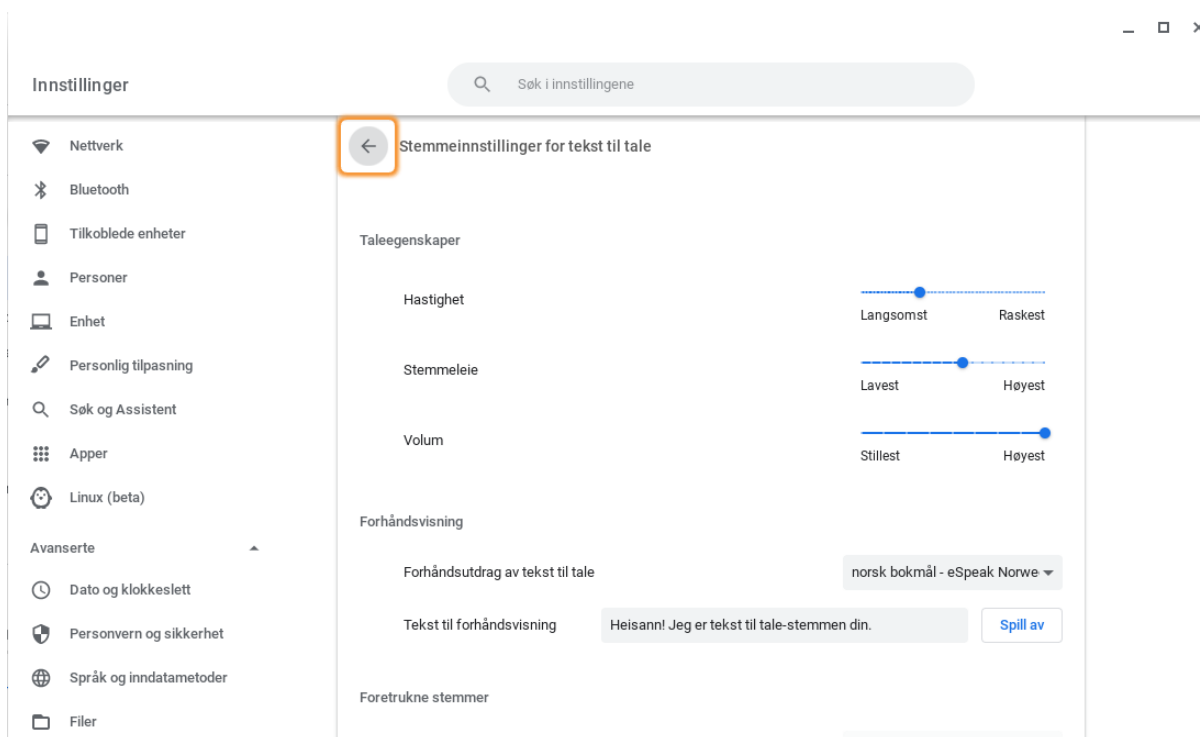 Innstillinger
Søk i innstillingene
Nettverk
Bluetooth
Tilkoblede enheter
Personer
Enhet
Personlig tilpasning
Søk og Assistent
Apper
Linux (beta)
Avanserte
Dato og klokkeslett
Personvern og sikkerhet
Språk og inndatametoder
Filer
Stemmeinnstillinger for tekst til tale
Taleegenskaper
Hastighet
Langsomst Raskest
Stemmeleie
Lavest Høyest
Volum
Stillest Høyest
Forhåndsvisning
Forhåndsutdrag av tekst til tale norsk bokmål - eSpeak Norwe
Tekst til forhåndsvisning Heisann! Jeg er tekst til tale-stemmen din. Spill av
Foretrukne stemmer